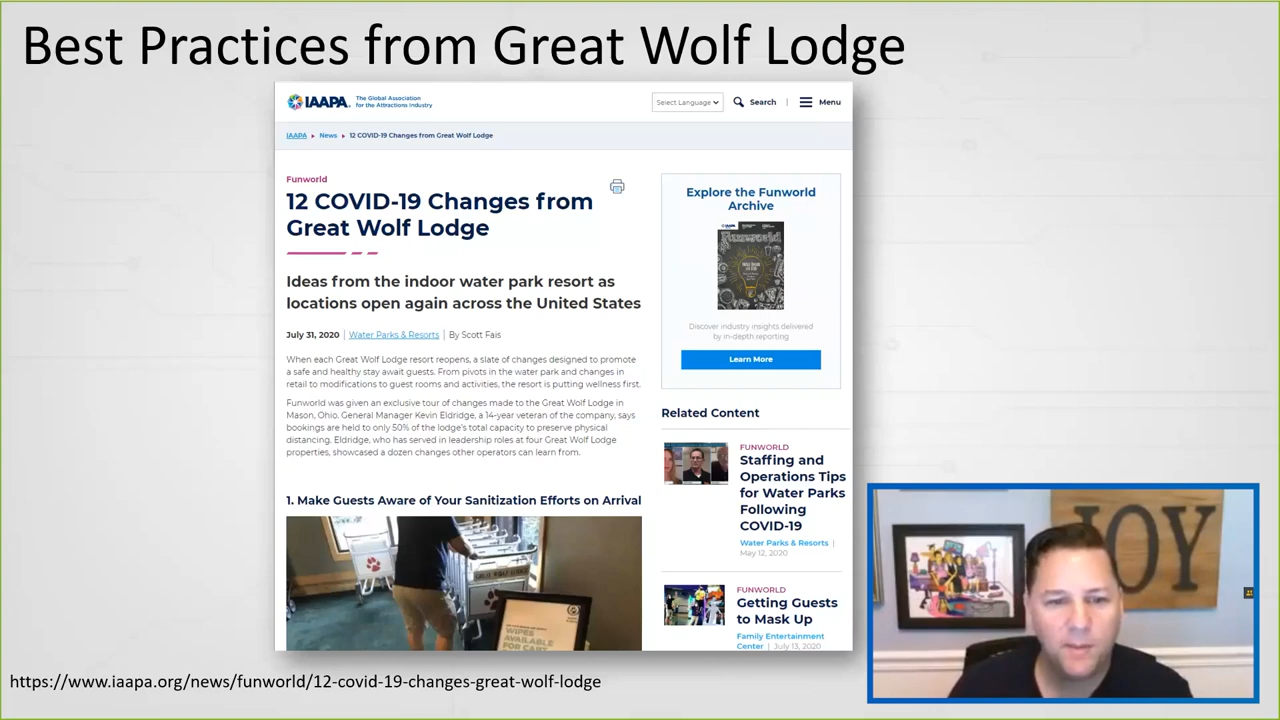 Best Practices from Great Wolf Lodge
IAAPA
The Global Association
for the Attractions Industry
Select Language
Search
Menu
IAAPA
News
12 COVID-19 Changes from Great Wolf Lodge
Funworld
12 COVID-19 Changes from
Great Wolf Lodge
Ideas from the indoor water park resort as
locations open again across the United States
July 31, 2020 | Water Parks & Resorts | By Scott Fais
When each Great Wolf Lodge resort reopens, a slate of changes designed to promote
a safe and healthy stay await guests. From pivots in the water park and changes in
retail to modifications to guest rooms and activities, the resort is putting wellness first.
Funworld was given an exclusive tour of changes made to the Great Wolf Lodge in
Mason, Ohio. General Manager Kevin Eldridge, a 14-year veteran of the company, says
bookings are held to only 50% of the lodge's total capacity to preserve physical
distancing. Eldridge, who has served in leadership roles at four Great Wolf Lodge
properties, showcased a dozen changes other operators can learn from.
1. Make Guests Aware of Your Sanitization Efforts on Arrival
GREAT WOLF LODGE
WIPES
AVAILABLE
FOR CART
Explore the Funworld
Archive
Funworld
Discover industry insights delivered
by in-depth reporting
Learn More
Related Content
FUNWORLD
Staffing and
Operations Tips
for Water Parks
Following
COVID-19
Water Parks & Resorts |
May 12, 2020
FUNWORLD
Getting Guests
to Mask Up
Family Entertainment
Center | July 13, 2020
JOY
https://www.iaapa.org/news/funworld/12-covid-19-changes-great-wolf-lodge